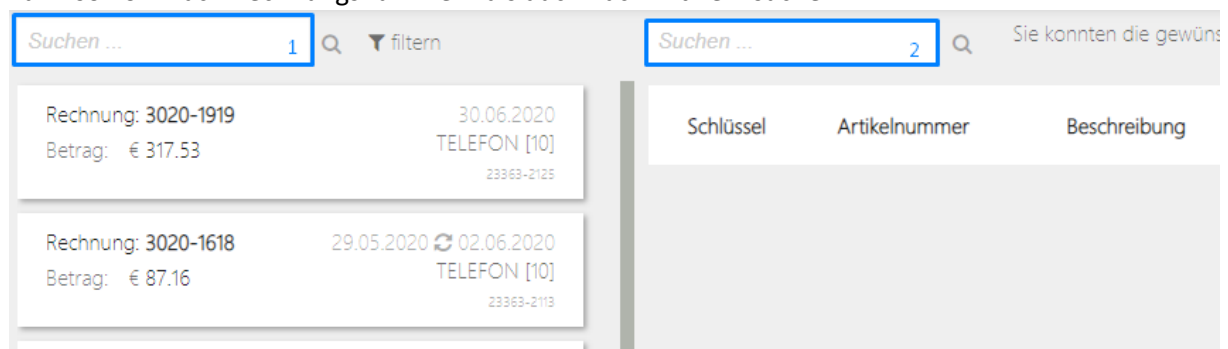 Suchen ... 1 filtern
Suchen ... 2 Sie konnten die gewüns
Rechnung: 3020-1919 30.06.2020
Betrag: € 317.53 TELEFON [10]
23363-2125
Rechnung: 3020-1618 29.05.2020 02.06.2020
Betrag: € 87.16 TELEFON [10]
23363-2113
Schlüssel Artikelnummer Beschreibung